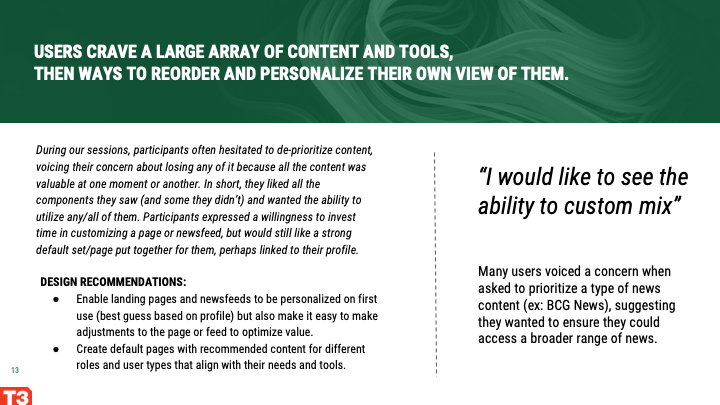 USERS CRAVE A LARGE ARRAY OF CONTENT AND TOOLS,
THEN WAYS TO REORDER AND PERSONALIZE THEIR OWN VIEW OF THEM.
During our sessions, participants often hesitated to de-prioritize content,
voicing their concern about losing any of it because all the content was
valuable at one moment or another. In short, they liked all the
components they saw (and some they didn't) and wanted the ability to
utilize any/all of them. Participants expressed a willingness to invest
time in customizing a page or newsfeed, but would still like a strong
default set/page put together for them, perhaps linked to their profile.
DESIGN RECOMMENDATIONS:
● Enable landing pages and newsfeeds to be personalized on first
use (best guess based on profile) but also make it easy to make
adjustments to the page or feed to optimize value.
● Create default pages with recommended content for different
roles and user types that align with their needs and tools.
“I would like to see the
ability to custom mix”
Many users voiced a concern when
asked to prioritize a type of news
content (ex: BCG News), suggesting
they wanted to ensure they could
access a broader range of news.
13
T3